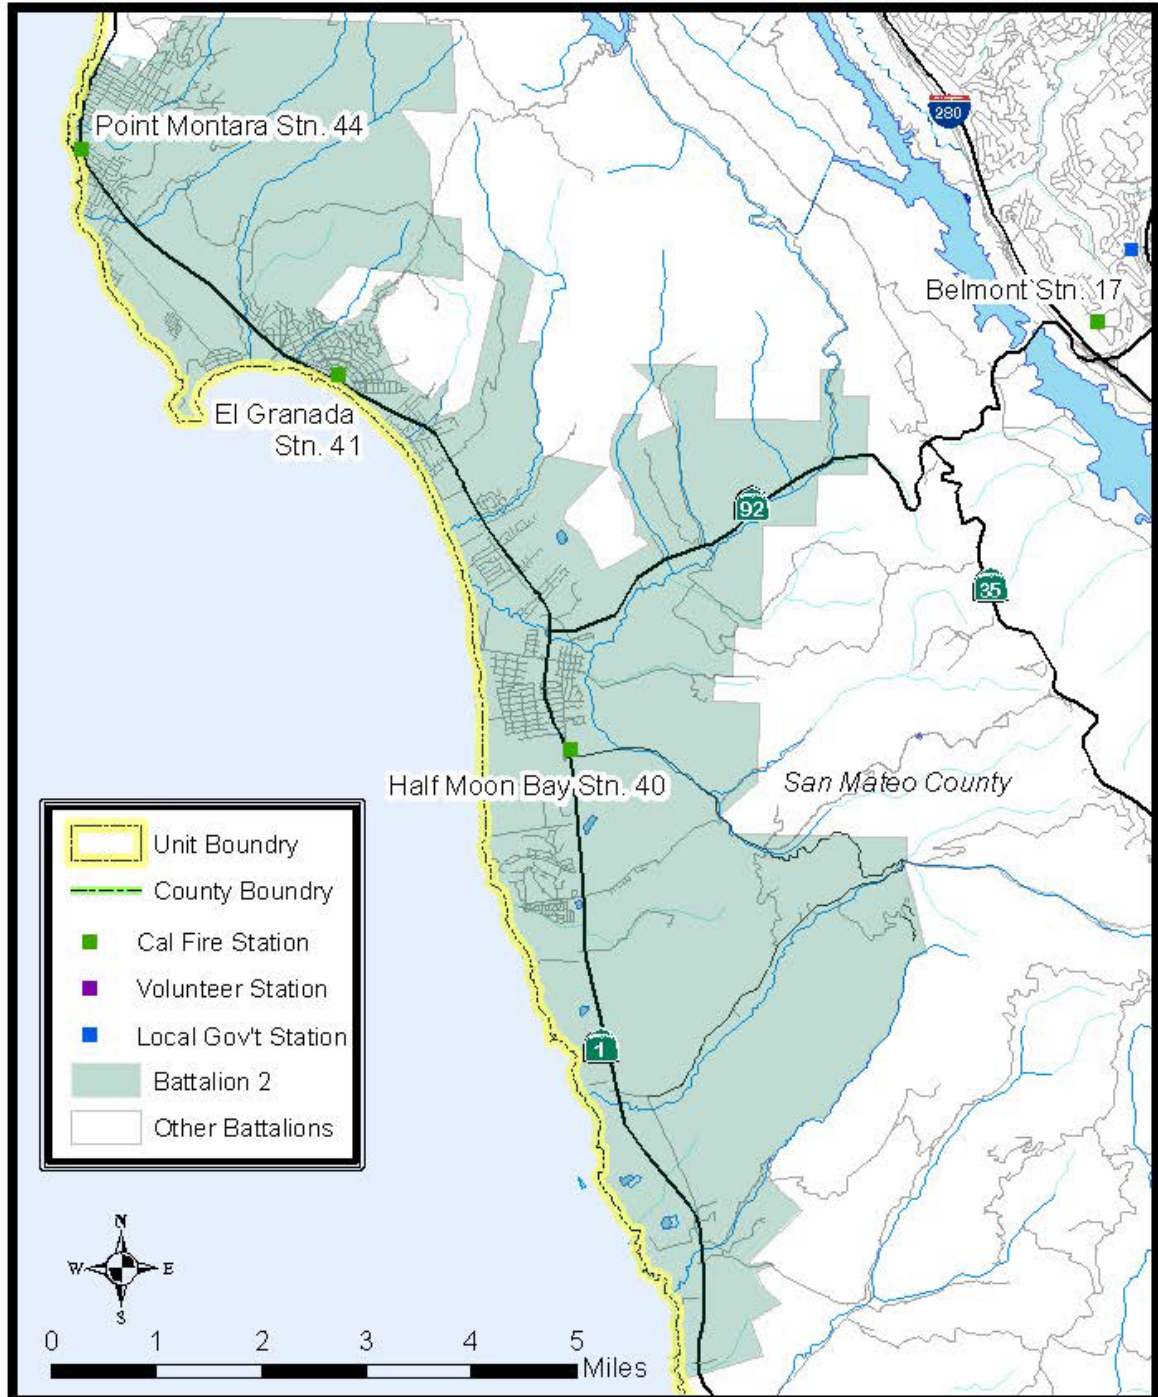 Point Montara Stn. 44
280
Belmont Stn. 17
El Granada
Stn. 41
92
35
Half Moon Bay Stn. 40
San Mateo County
Unit Boundry
County Boundry
Cal Fire Station
Volunteer Station
Local Gov't Station
Battalion 2
Other Battalions
1
N
W E
S
0 1 2 3 4 5
Miles